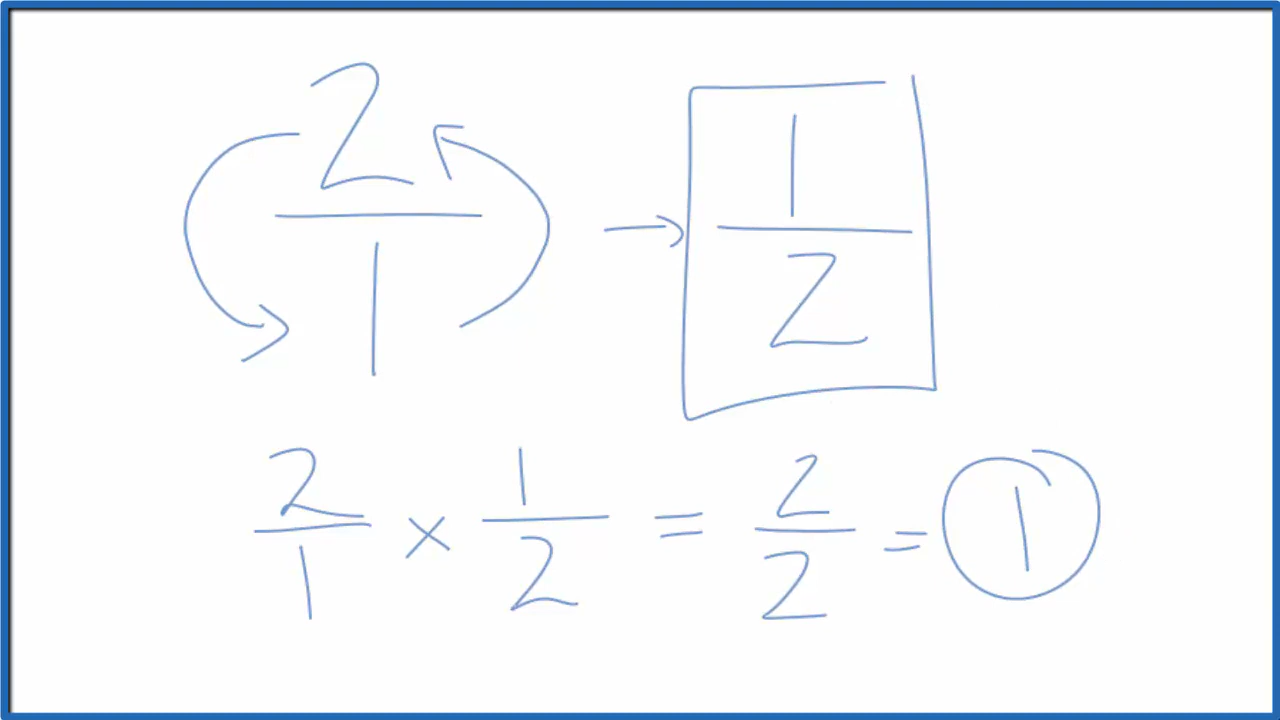 2/1 → 1/2
2/1 × 1/2 = 2/2 = 1